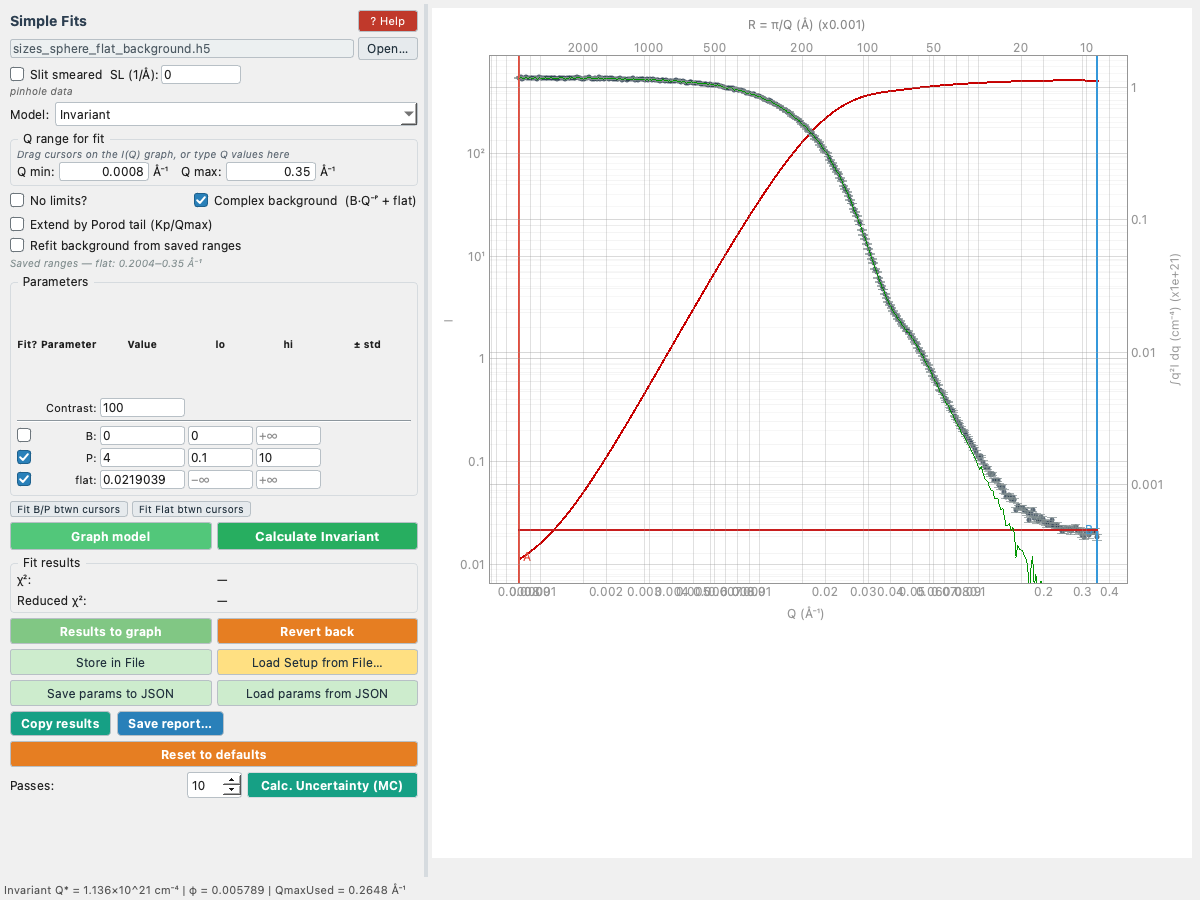 Simple Fits
? Help
sizes_sphere_flat_background.h5
Open...
Slit smeared SL (1/Å): 0
pinhole data
Model: Invariant
Q range for fit
Drag cursors on the I(Q) graph, or type Q values here
Q min: 0.0008 Å⁻¹ Q max: 0.35 Å⁻¹
No limits? Complex background (B·Q⁻ᴾ + flat)
Extend by Porod tail (Kp/Qmax)
Refit background from saved ranges
Saved ranges — flat: 0.2004–0.35 Å⁻¹
Parameters
Fit? Parameter Value lo hi ± std
Contrast: 100
B: 0 0 +∞
P: 4 0.1 10
flat: 0.0219039 −∞ +∞
Fit B/P btwn cursors Fit Flat btwn cursors
Graph model Calculate Invariant
Fit results
χ²: —
Reduced χ²: —
Results to graph Revert back
Store in File Load Setup from File...
Save params to JSON Load params from JSON
Copy results Save report...
Reset to defaults
Passes: 10 Calc. Uncertainty (MC)
Invariant Q* = 1.136×10^21 cm⁻⁴ | ϕ = 0.005789 | QmaxUsed = 0.2648 Å⁻¹
R = π/Q (Å) (x0.001)
2000 1000 500 200 100 50 20 10
10²
10¹
1
0.1
0.01
I
1
0.1
0.01
0.001
∫q²I dq (cm⁻⁴) (x1e+21)
A
0.002 0.003 0.02 0.03 0.2 0.3 0.4
Q (Å⁻¹)